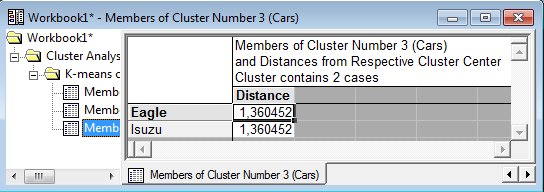 Workbook1* - Members of Cluster Number 3 (Cars)
Workbook1*
Cluster Analys
K-means c
Memb
Memb
Memb
Members of Cluster Number 3 (Cars)
and Distances from Respective Cluster Center
Cluster contains 2 cases
Distance
Eagle 1,360452
Isuzu 1,360452
Members of Cluster Number 3 (Cars)